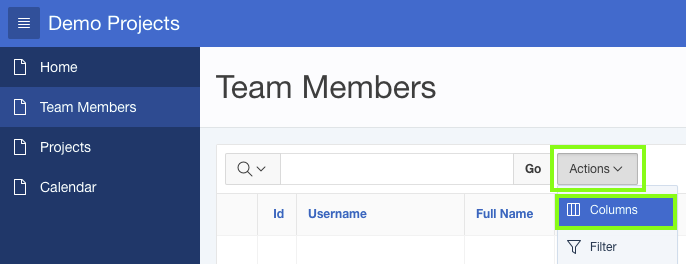 Demo Projects
Home
Team Members
Projects
Calendar
Team Members
Go Actions
Columns
Id Username Full Name
Filter